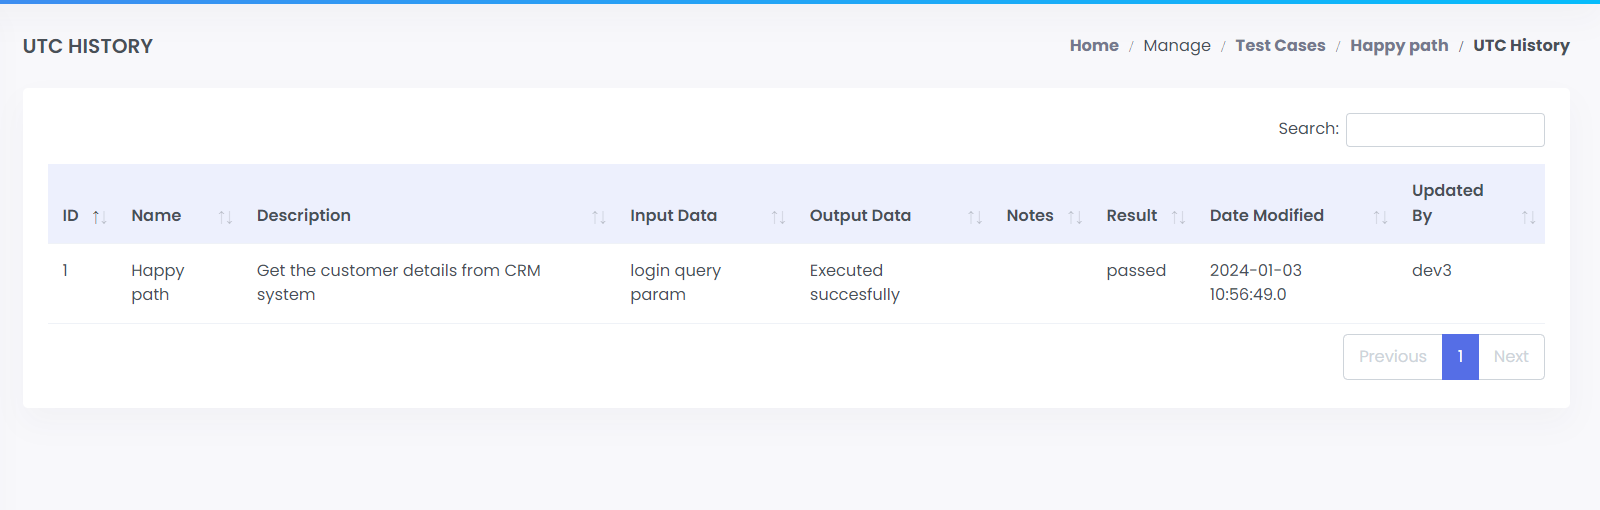 UTC HISTORY
Home / Manage / Test Cases / Happy path / UTC History
Search:
ID Name Description Input Data Output Data Notes Result Date Modified Updated By
1 Happy path Get the customer details from CRM system login query param Executed succesfully passed 2024-01-03 10:56:49.0 dev3
Previous 1 Next